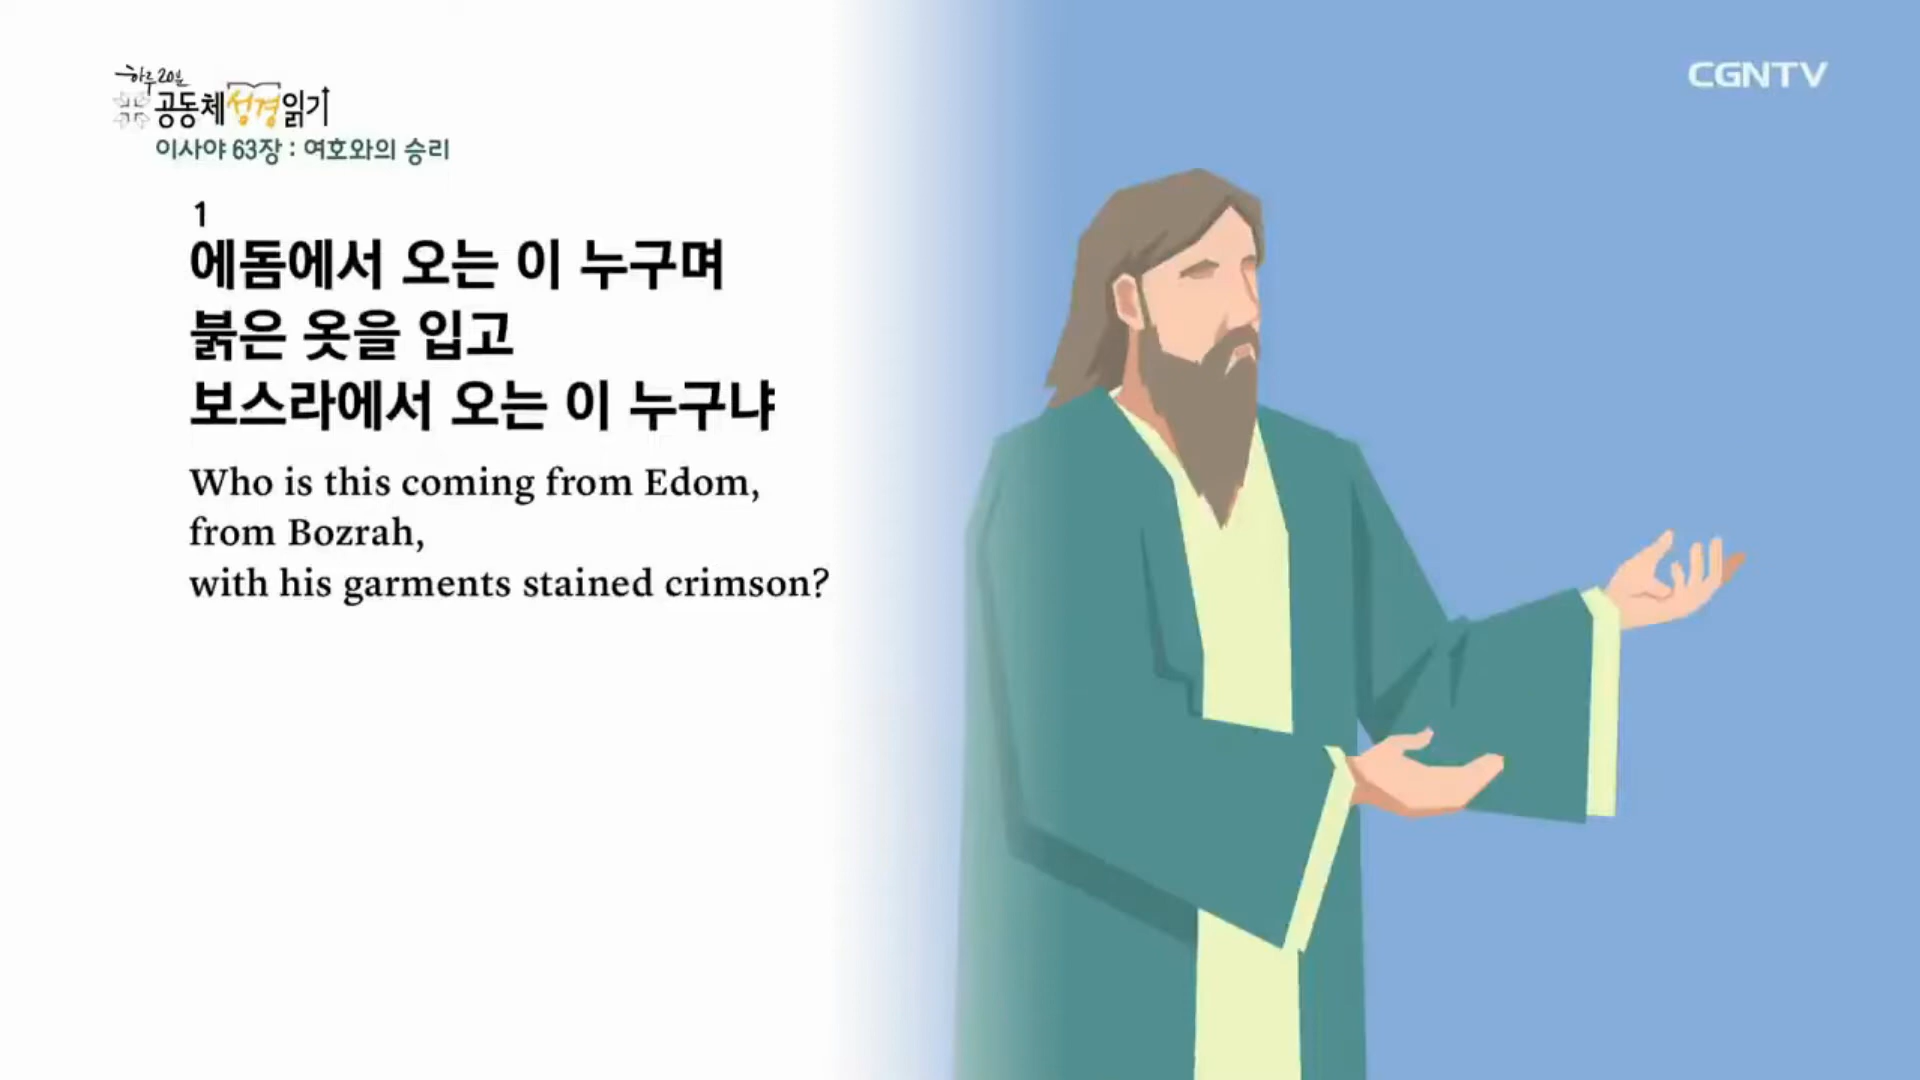 하루 20분
공동체성경읽기
이사야 63장 : 여호와의 승리
CGNTV
1
에돔에서 오는 이 누구며
붉은 옷을 입고
보스라에서 오는 이 누구냐
Who is this coming from Edom,
from Bozrah,
with his garments stained crimson?